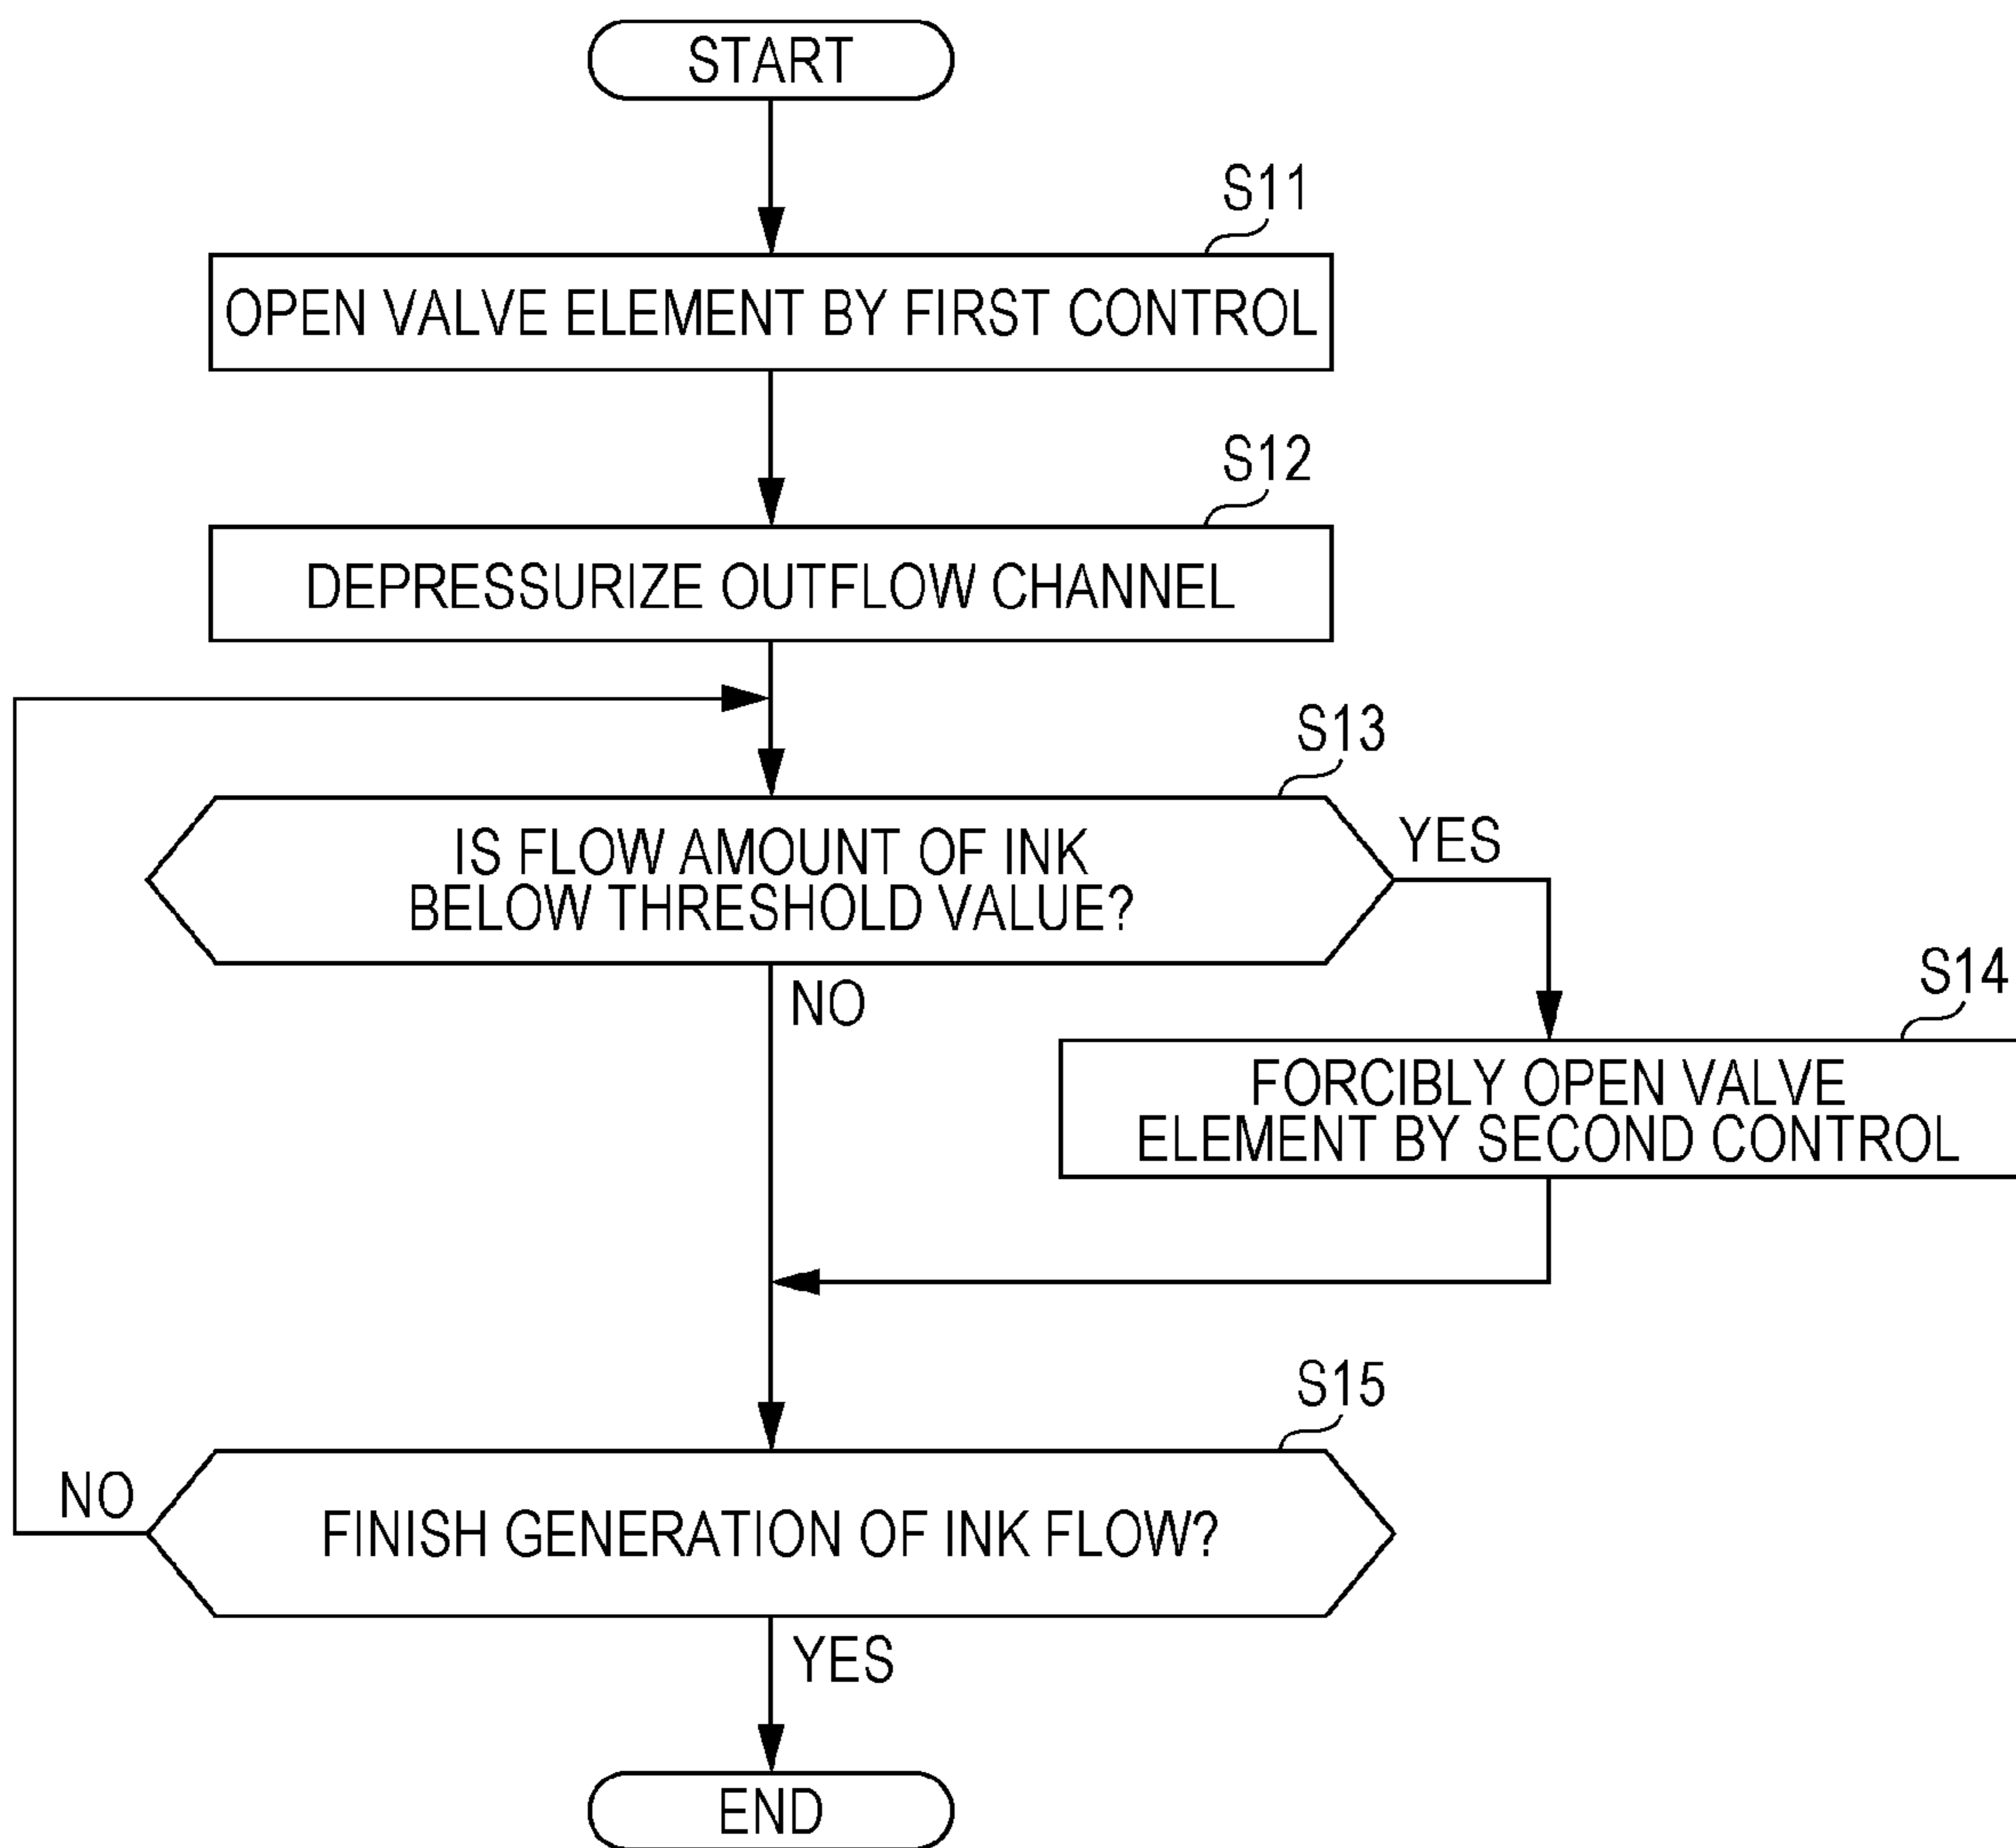 START
S11
OPEN VALVE ELEMENT BY FIRST CONTROL
S12
DEPRESSURIZE OUTFLOW CHANNEL
S13
IS FLOW AMOUNT OF INK
BELOW THRESHOLD VALUE?
YES
NO
S14
FORCIBLY OPEN VALVE
ELEMENT BY SECOND CONTROL
S15
NO
FINISH GENERATION OF INK FLOW?
YES
END